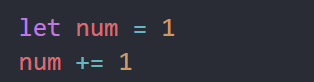 let num = 1
num += 1